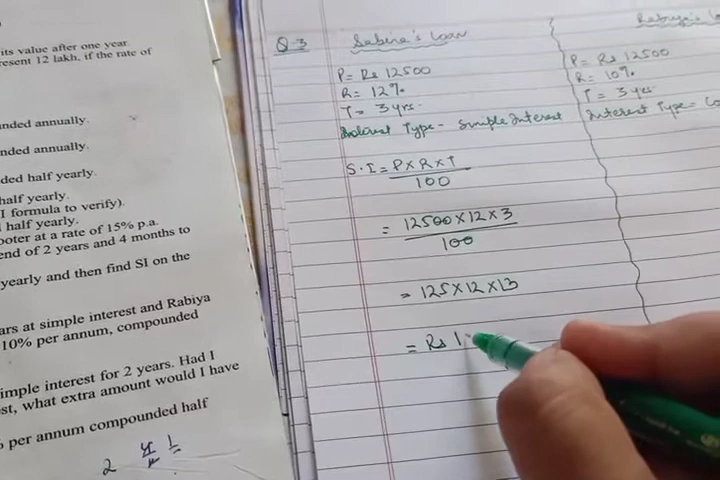 its value after one year
resent 12 lakh, if the rate of
nded annually.
nded annually.
ded half yearly.
half yearly.
I formula to verify).
half yearly.
ooter at a rate of 15% p.a.
end of 2 years and 4 months to
yearly and then find SI on the
ars at simple interest and Rabiya
10% per annum, compounded
imple interest for 2 years. Had I
st, what extra amount would I have
per annum compounded half
2
Q-3 Sabina's Loan
P = Rs 12500
R = 12%
T = 3 yrs.
Interest Type - Simple Interest
S.I = P x R x T
100
= 12500 x 12 x 3
100
= 125 x 12 x 13
= Rs 1
P = Rs 12500
R = 10%
T = 3 yrs
Interest Type =